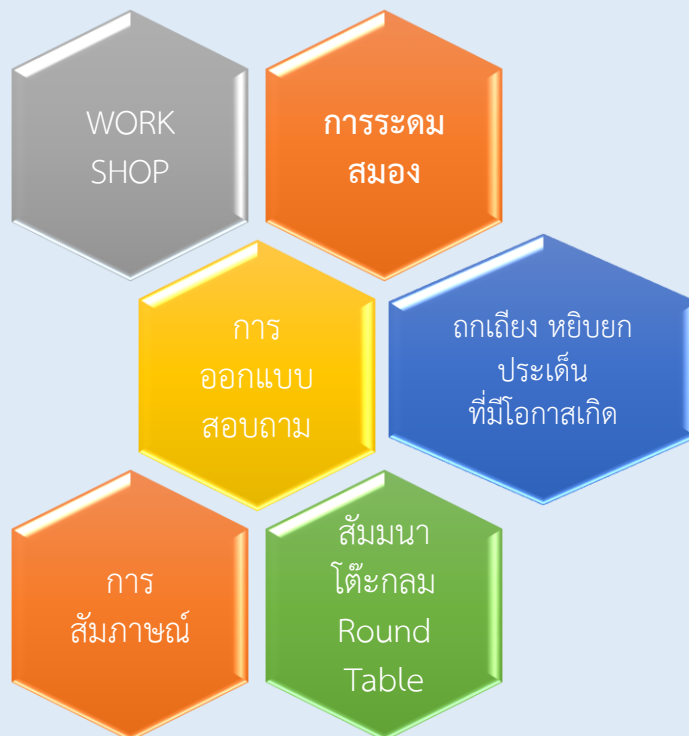 WORK
SHOP
การระดม
สมอง
การ
ออกแบบ
สอบถาม
ถกเถียง หยิบยก
ประเด็น
ที่มีโอกาสเกิด
การ
สัมภาษณ์
สัมมนา
โต๊ะกลม
Round
Table